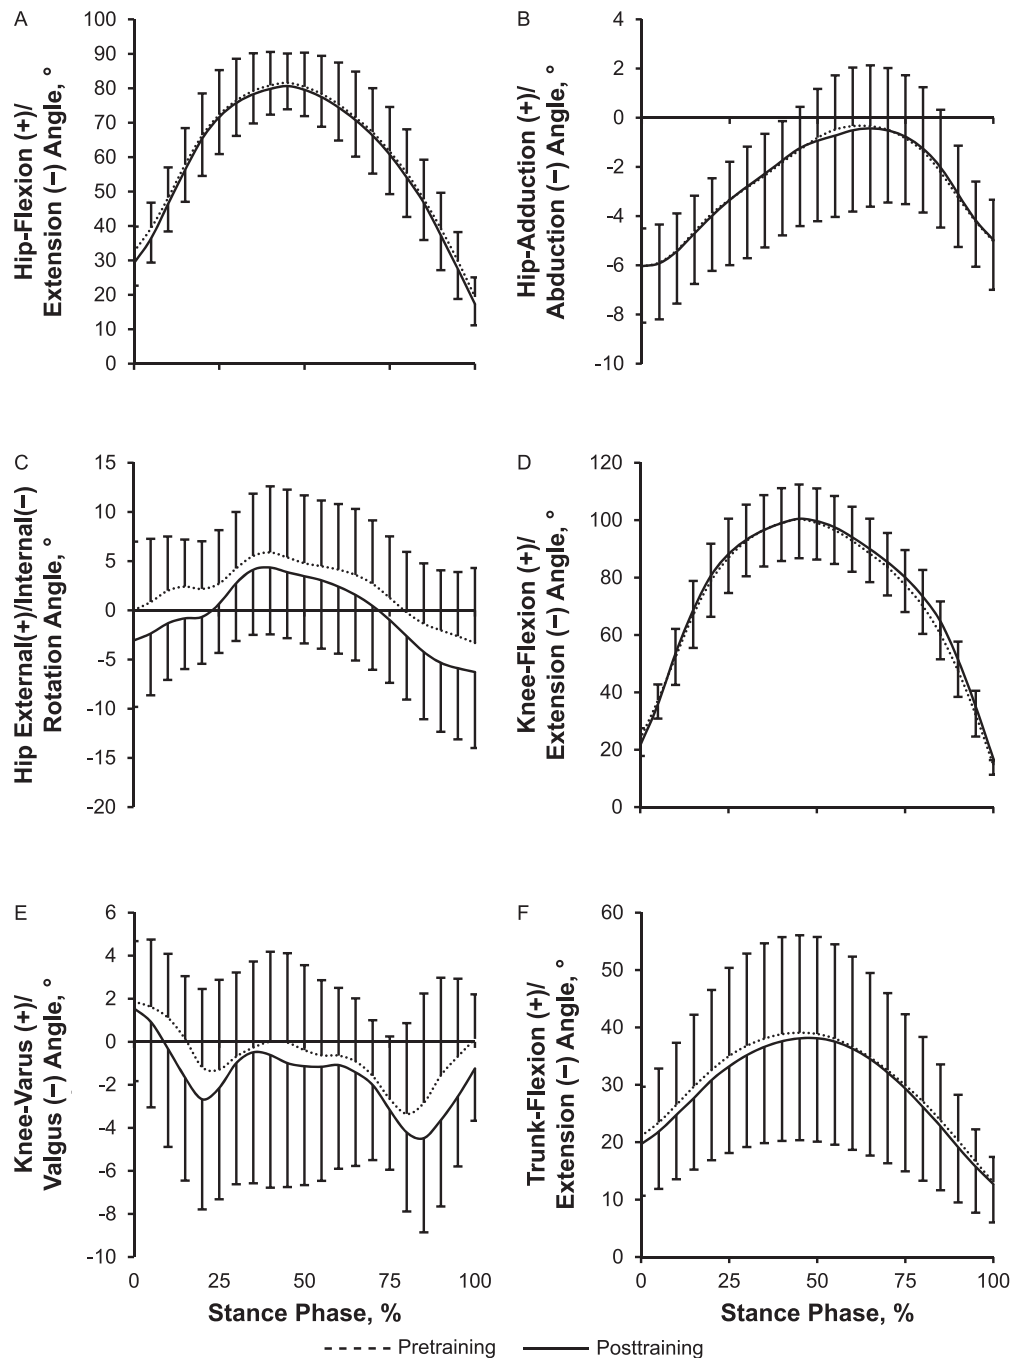 A
Hip-Flexion (+)/
Extension (−) Angle, °
100
90
80
70
60
50
40
30
20
10
0
B
Hip-Adduction (+)/
Abduction (−) Angle, °
4
2
0
-2
-4
-6
-8
-10
C
Hip External(+)/Internal(−)
Rotation Angle, °
15
10
5
0
-5
-10
-15
-20
D
Knee-Flexion (+)/
Extension (−) Angle, °
120
100
80
60
40
20
0
E
Knee-Varus (+)/
Valgus (−) Angle, °
6
4
2
0
-2
-4
-6
-8
-10
0 25 50 75 100
Stance Phase, %
F
Trunk-Flexion (+)/
Extension (−) Angle, °
60
50
40
30
20
10
0
0 25 50 75 100
Stance Phase, %
Pretraining Posttraining